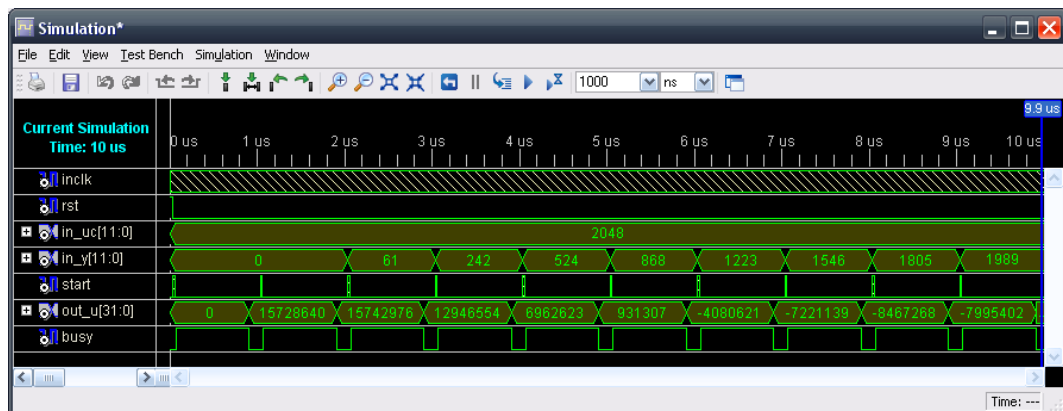 Simulation*
File Edit View Test Bench Simulation Window
1000 ns
9.9 us
Current Simulation
Time: 10 us
0 us 1 us 2 us 3 us 4 us 5 us 6 us 7 us 8 us 9 us 10 us
inclk
rst
in_uc[11:0] 2048
in_y[11:0] 0 61 242 524 868 1223 1546 1805 1989
start
out_u[31:0] 0 15728640 15742976 12946554 6962623 931307 -4080621 -7221139 -8467268 -7995402
busy
Time: ---